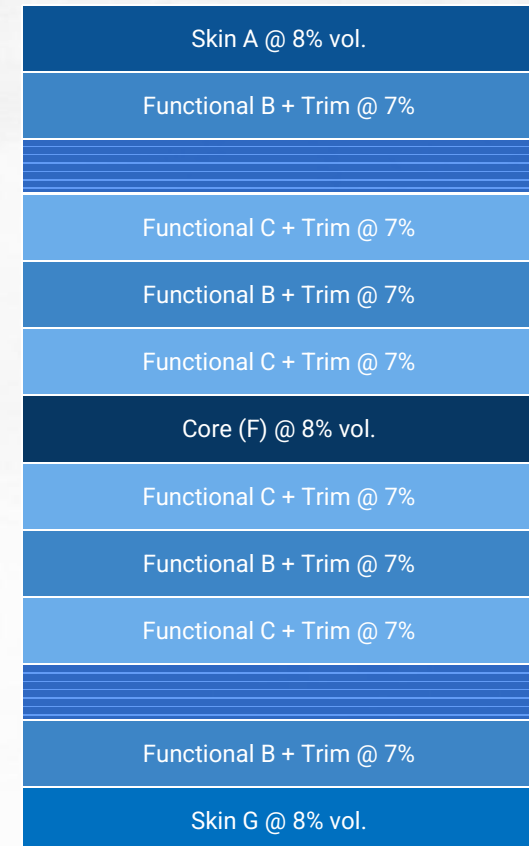 Skin A @ 8% vol.
Functional B + Trim @ 7%
Functional C + Trim @ 7%
Functional B + Trim @ 7%
Functional C + Trim @ 7%
Core (F) @ 8% vol.
Functional C + Trim @ 7%
Functional B + Trim @ 7%
Functional C + Trim @ 7%
Functional B + Trim @ 7%
Skin G @ 8% vol.